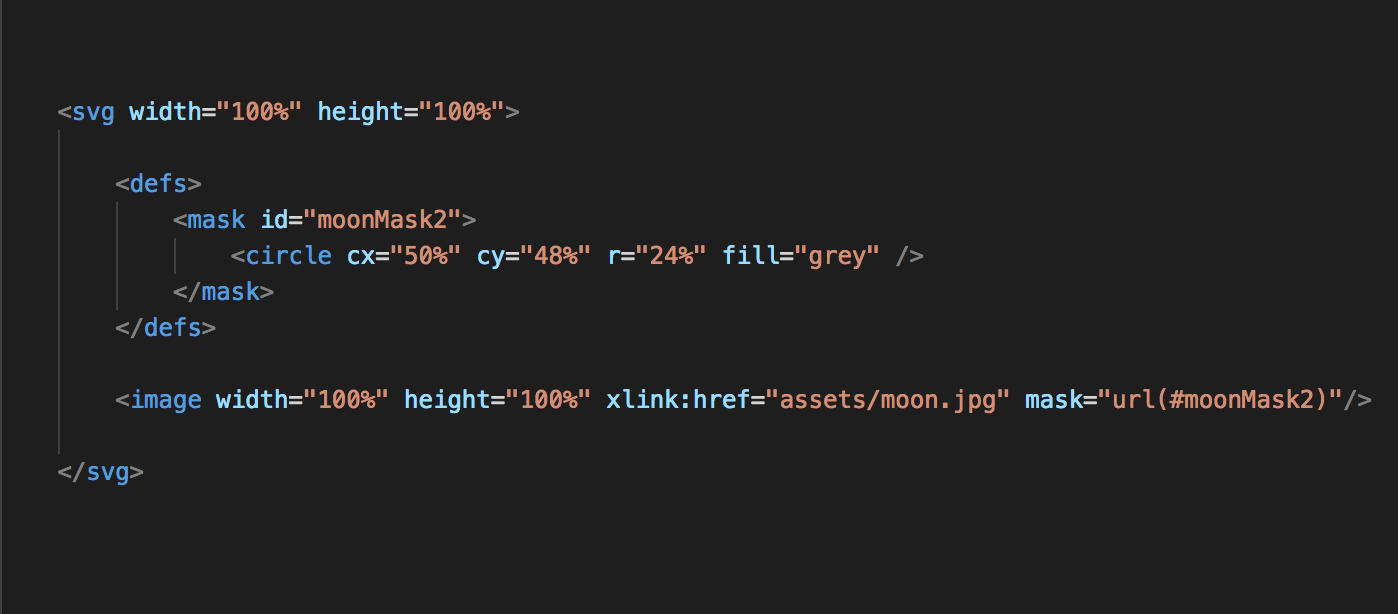 <svg width="100%" height="100%">
<defs>
<mask id="moonMask2">
<circle cx="50%" cy="48%" r="24%" fill="grey" />
</mask>
</defs>
<image width="100%" height="100%" xlink:href="assets/moon.jpg" mask="url(#moonMask2)"/>
</svg>